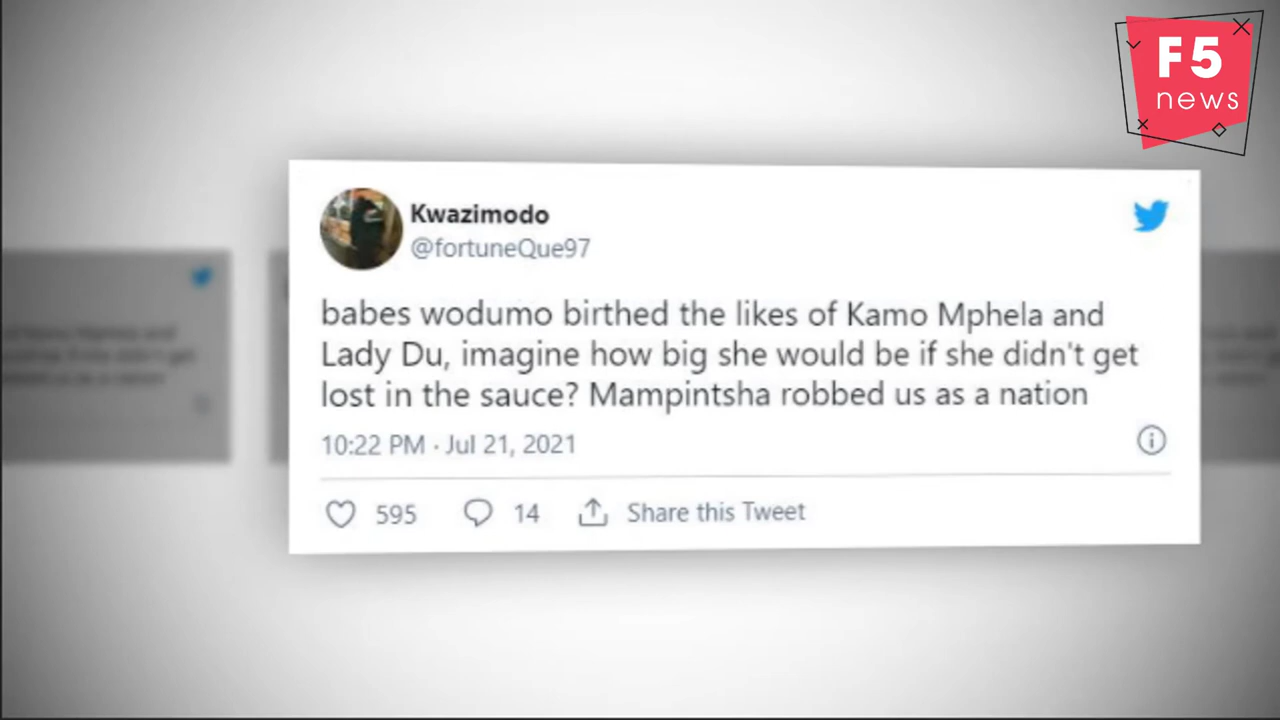 F5
news
Kwazimodo
@fortuneQue97
babes wodumo birthed the likes of Kamo Mphela and
Lady Du, imagine how big she would be if she didn't get
lost in the sauce? Mampintsha robbed us as a nation
10:22 PM · Jul 21, 2021
595 14 Share this Tweet